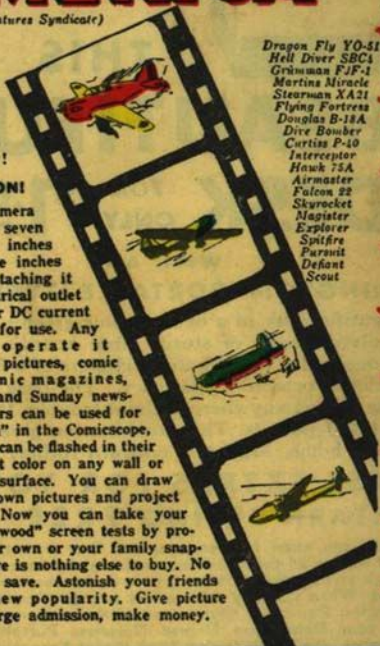 atures Syndicate)
Dragon Fly YO-51
Hell Diver SBC4
Grumman FJF-1
Martins Miracle
Stearman XA21
Flying Fortress
Douglas B-18A
Dive Bomber
Curtiss P-40
Interceptor
Hawk 75A
Airmaster
Falcon 22
Skyrocket
Magister
Explorer
Spitfire
Pursuit
Defiant
Scout
!
ON!
mera
seven
inches
e inches
taching it
rical outlet
r DC current
for use. Any
operate it
pictures, comic
nic magazines,
and Sunday news-
rs can be used for
" in the Comicscope,
can be flashed in their
t color on any wall or
surface. You can draw
own pictures and project
Now you can take your
wood" screen tests by pro-
r own or your family snap-
re is nothing else to buy. No
save. Astonish your friends
ew popularity. Give picture
rge admission, make money.